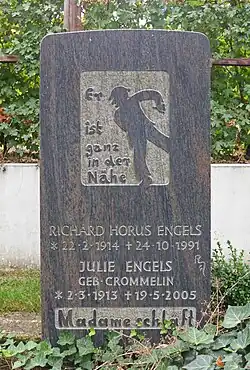 Er
ist
ganz
in der
Nähe
RICHARD HORUS ENGELS
* 22·2·1914 + 24·10·1991
JULIE ENGELS
GEB·CROMMELIN
* 2·3·1913 + 19·5·2005
Madame schläft